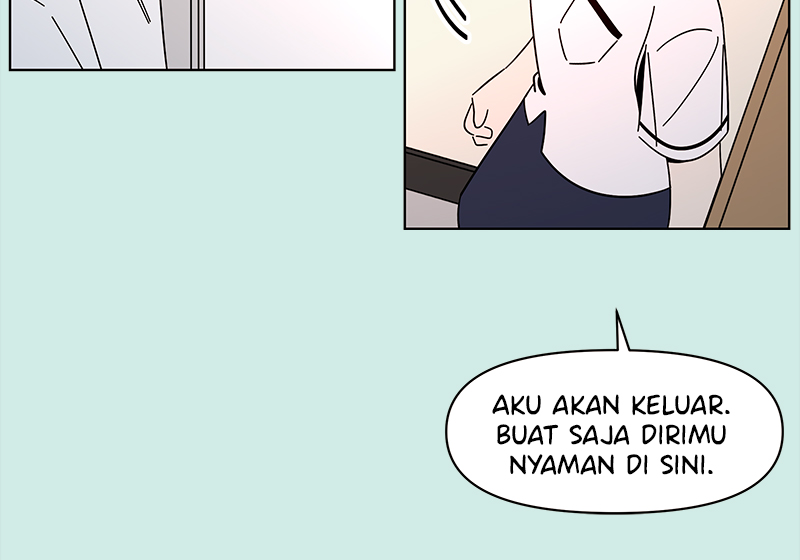 AKU AKAN KELUAR.
BUAT SAJA DIRIMU
NYAMAN DI SINI.